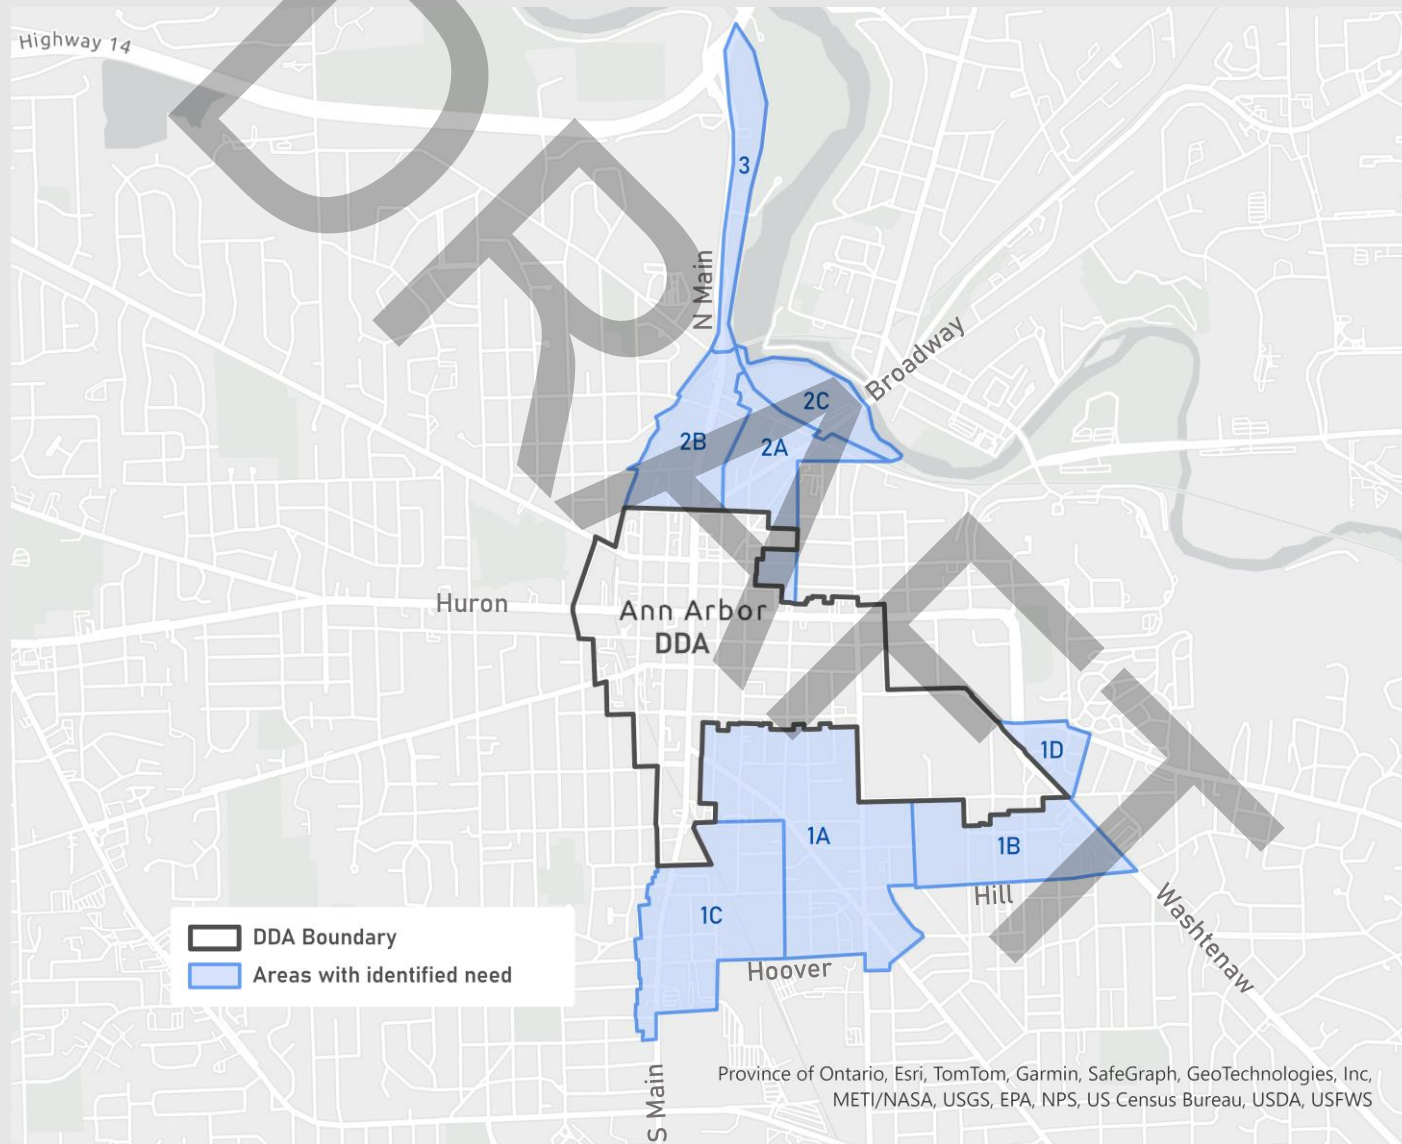 Highway 14
3
N Main
Broadway
2C
2B
2A
Huron
Ann Arbor
DDA
1D
1A
1B
Hill
1C
Washtenaw
DDA Boundary
Areas with identified need
Hoover
S Main
Province of Ontario, Esri, TomTom, Garmin, SafeGraph, GeoTechnologies, Inc,
METI/NASA, USGS, EPA, NPS, US Census Bureau, USDA, USFWS
DRAFT